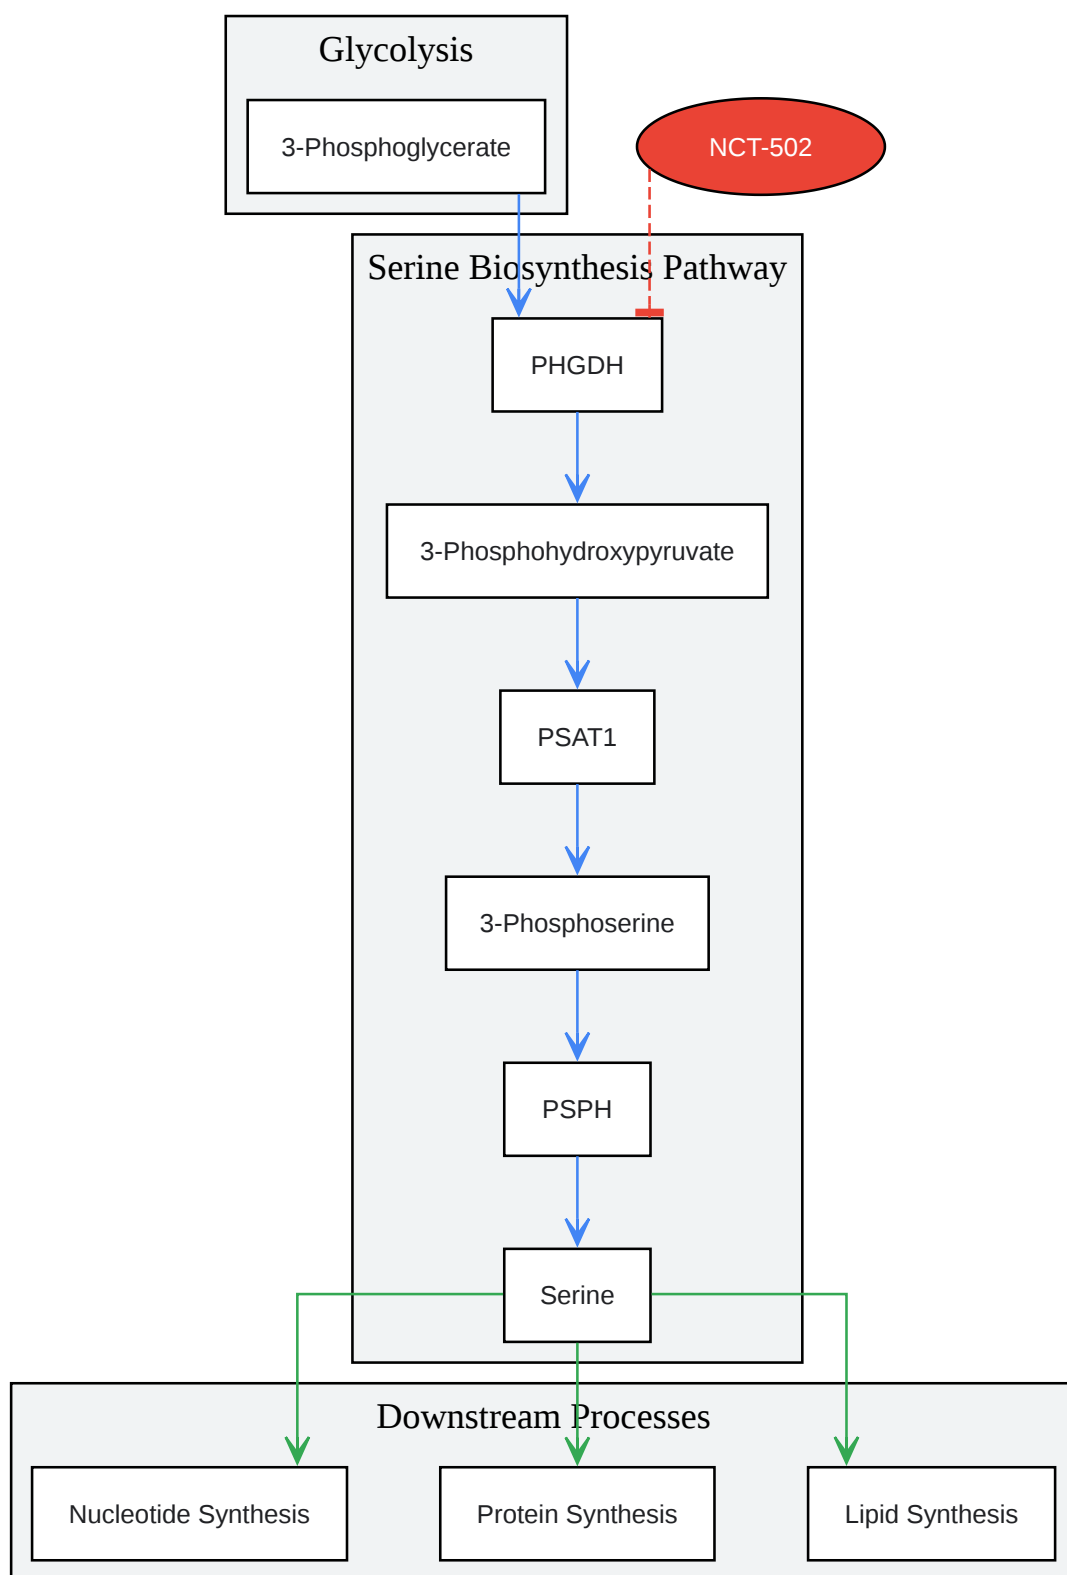 Glycolysis
3-Phosphoglycerate
NCT-502
Serine Biosynthesis Pathway
PHGDH
3-Phosphohydroxypyruvate
PSAT1
3-Phosphoserine
PSPH
Serine
Downstream Processes
Nucleotide Synthesis
Protein Synthesis
Lipid Synthesis